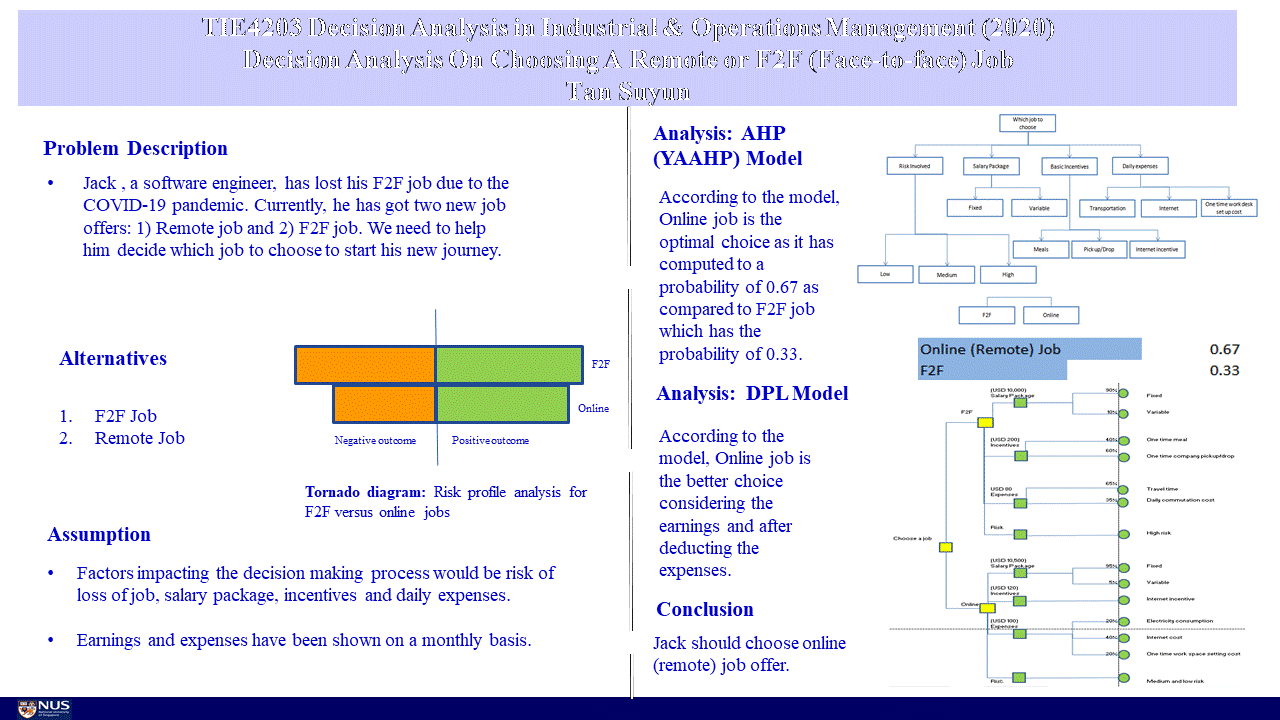 TIE4203 Decision Analysis in Industrial & Operations Management (2020)
Decision Analysis On Choosing A Remote or F2F (Face-to-face) Job
Tan Suyun
Problem Description
• Jack , a software engineer, has lost his F2F job due to the
COVID-19 pandemic. Currently, he has got two new job
offers: 1) Remote job and 2) F2F job. We need to help
him decide which job to choose to start his new journey.
Alternatives
1. F2F Job
2. Remote Job
F2F
Online
Negative outcome
Positive outcome
Tornado diagram: Risk profile analysis for
F2F versus online jobs
Assumption
• Factors impacting the decision making process would be risk of
loss of job, salary package, incentives and daily expenses.
• Earnings and expenses have been shown on a monthly basis.
Analysis: AHP
(YAAHP) Model
According to the model,
Online job is the
optimal choice as it has
computed to a
probability of 0.67 as
compared to F2F job
which has the
probability of 0.33.
Analysis: DPL Model
According to the
model, Online job is
the better choice
considering the
earnings and after
deducting the
expenses.
Conclusion
Jack should choose online
(remote) job offer.
Which job to
choose
Risk Involved
Salary Package
Basic Incentives
Daily expenses
Fixed
Variable
Transportation
Internet
One time work desk
set up cost
Meals
Pick up/Drop
Internet incentive
Low
Medium
High
F2F
Online
Online (Remote) Job 0.67
F2F 0.33
Choose a job
F2F
(USD 10,000)
Salary Package
90%
Fixed
10%
Variable
(USD 200)
Incentives
40%
One time meal
60%
One time company pickup/drop
USD 80
Expenses
65%
Travel time
35%
Daily commutation cost
Risk
High risk
Online
(USD 10,500)
Salary Package
95%
Fixed
5%
Variable
(USD 120)
Incentives
Internet Incentive
(USD 100)
Expenses
20%
Electricity consumption
40%
Internet cost
20%
One time work space setting cost
Risk
Medium and low risk
NUS
National University
of Singapore